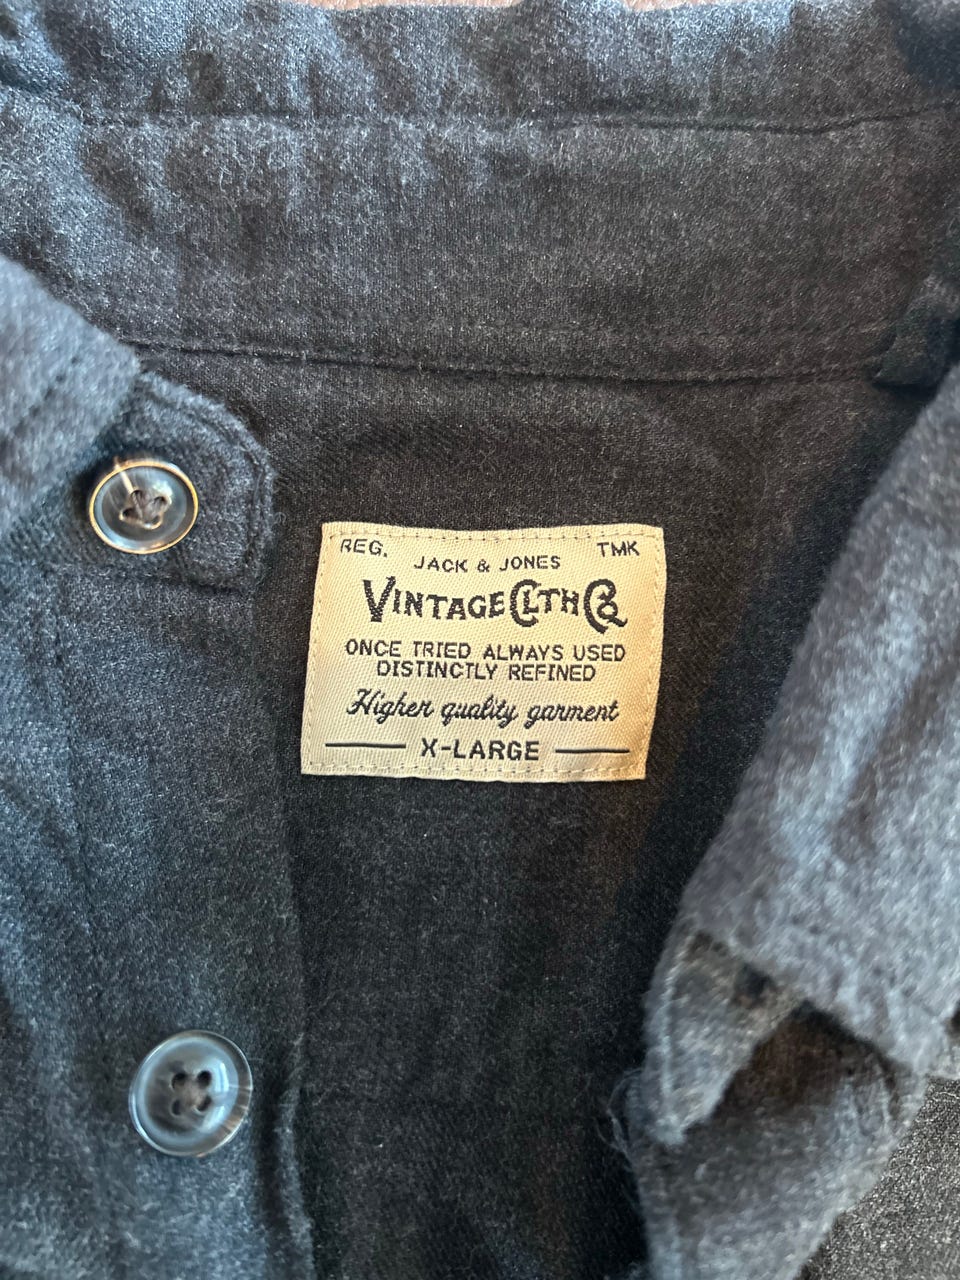 REG. TMK
JACK & JONES
VINTAGE CLTH CO
ONCE TRIED ALWAYS USED
DISTINCTLY REFINED
Higher quality garment
X-LARGE